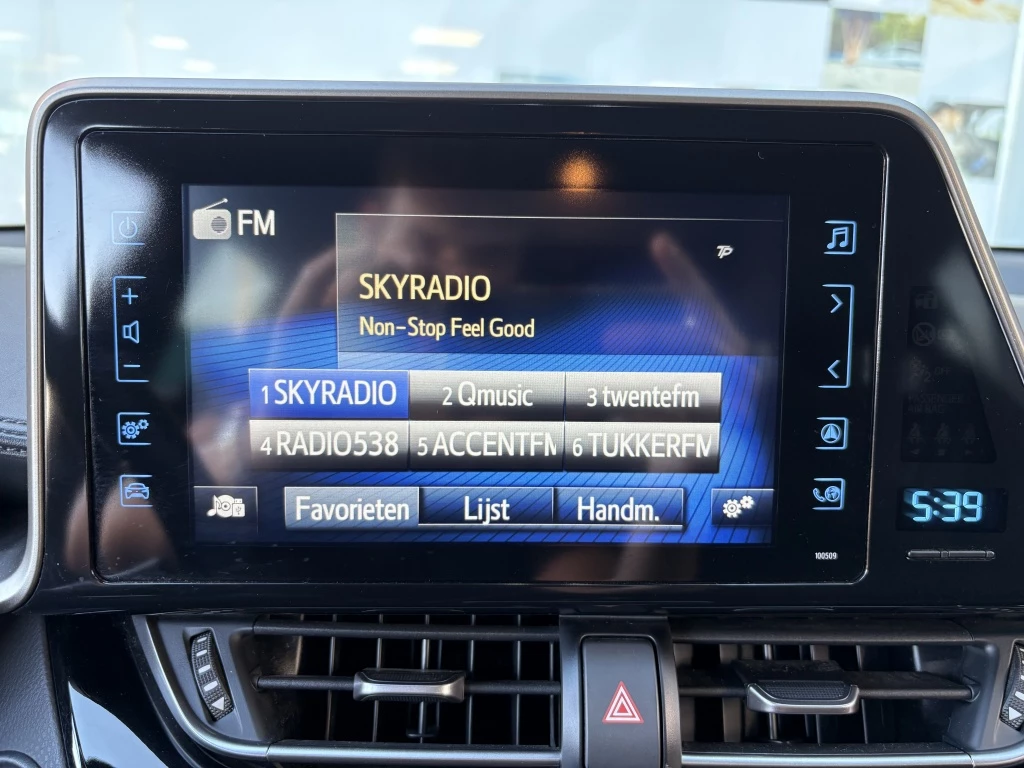 FM
TP
SKYRADIO
Non-Stop Feel Good
1 SKYRADIO 2 Qmusic 3 twentefm
4 RADIO538 5 ACCENTFM 6 TUKKERFM
Favorieten Lijst Handm.
5:39
100509